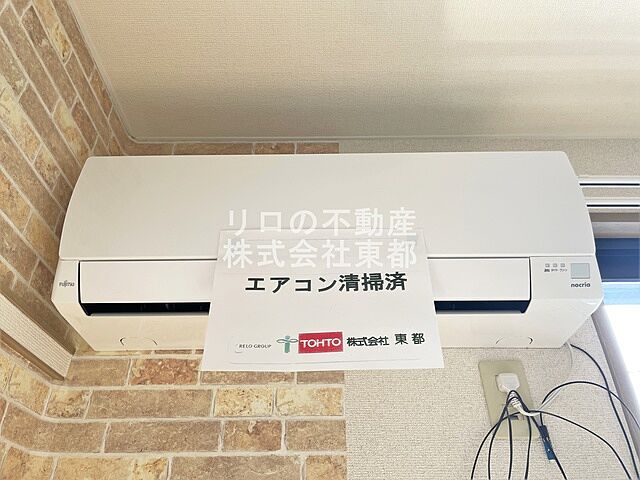 リロの不動産
株式会社東都
エアコン清掃済
RELO GROUP TOHTO 株式会社 東都
FUJITSU
nocria